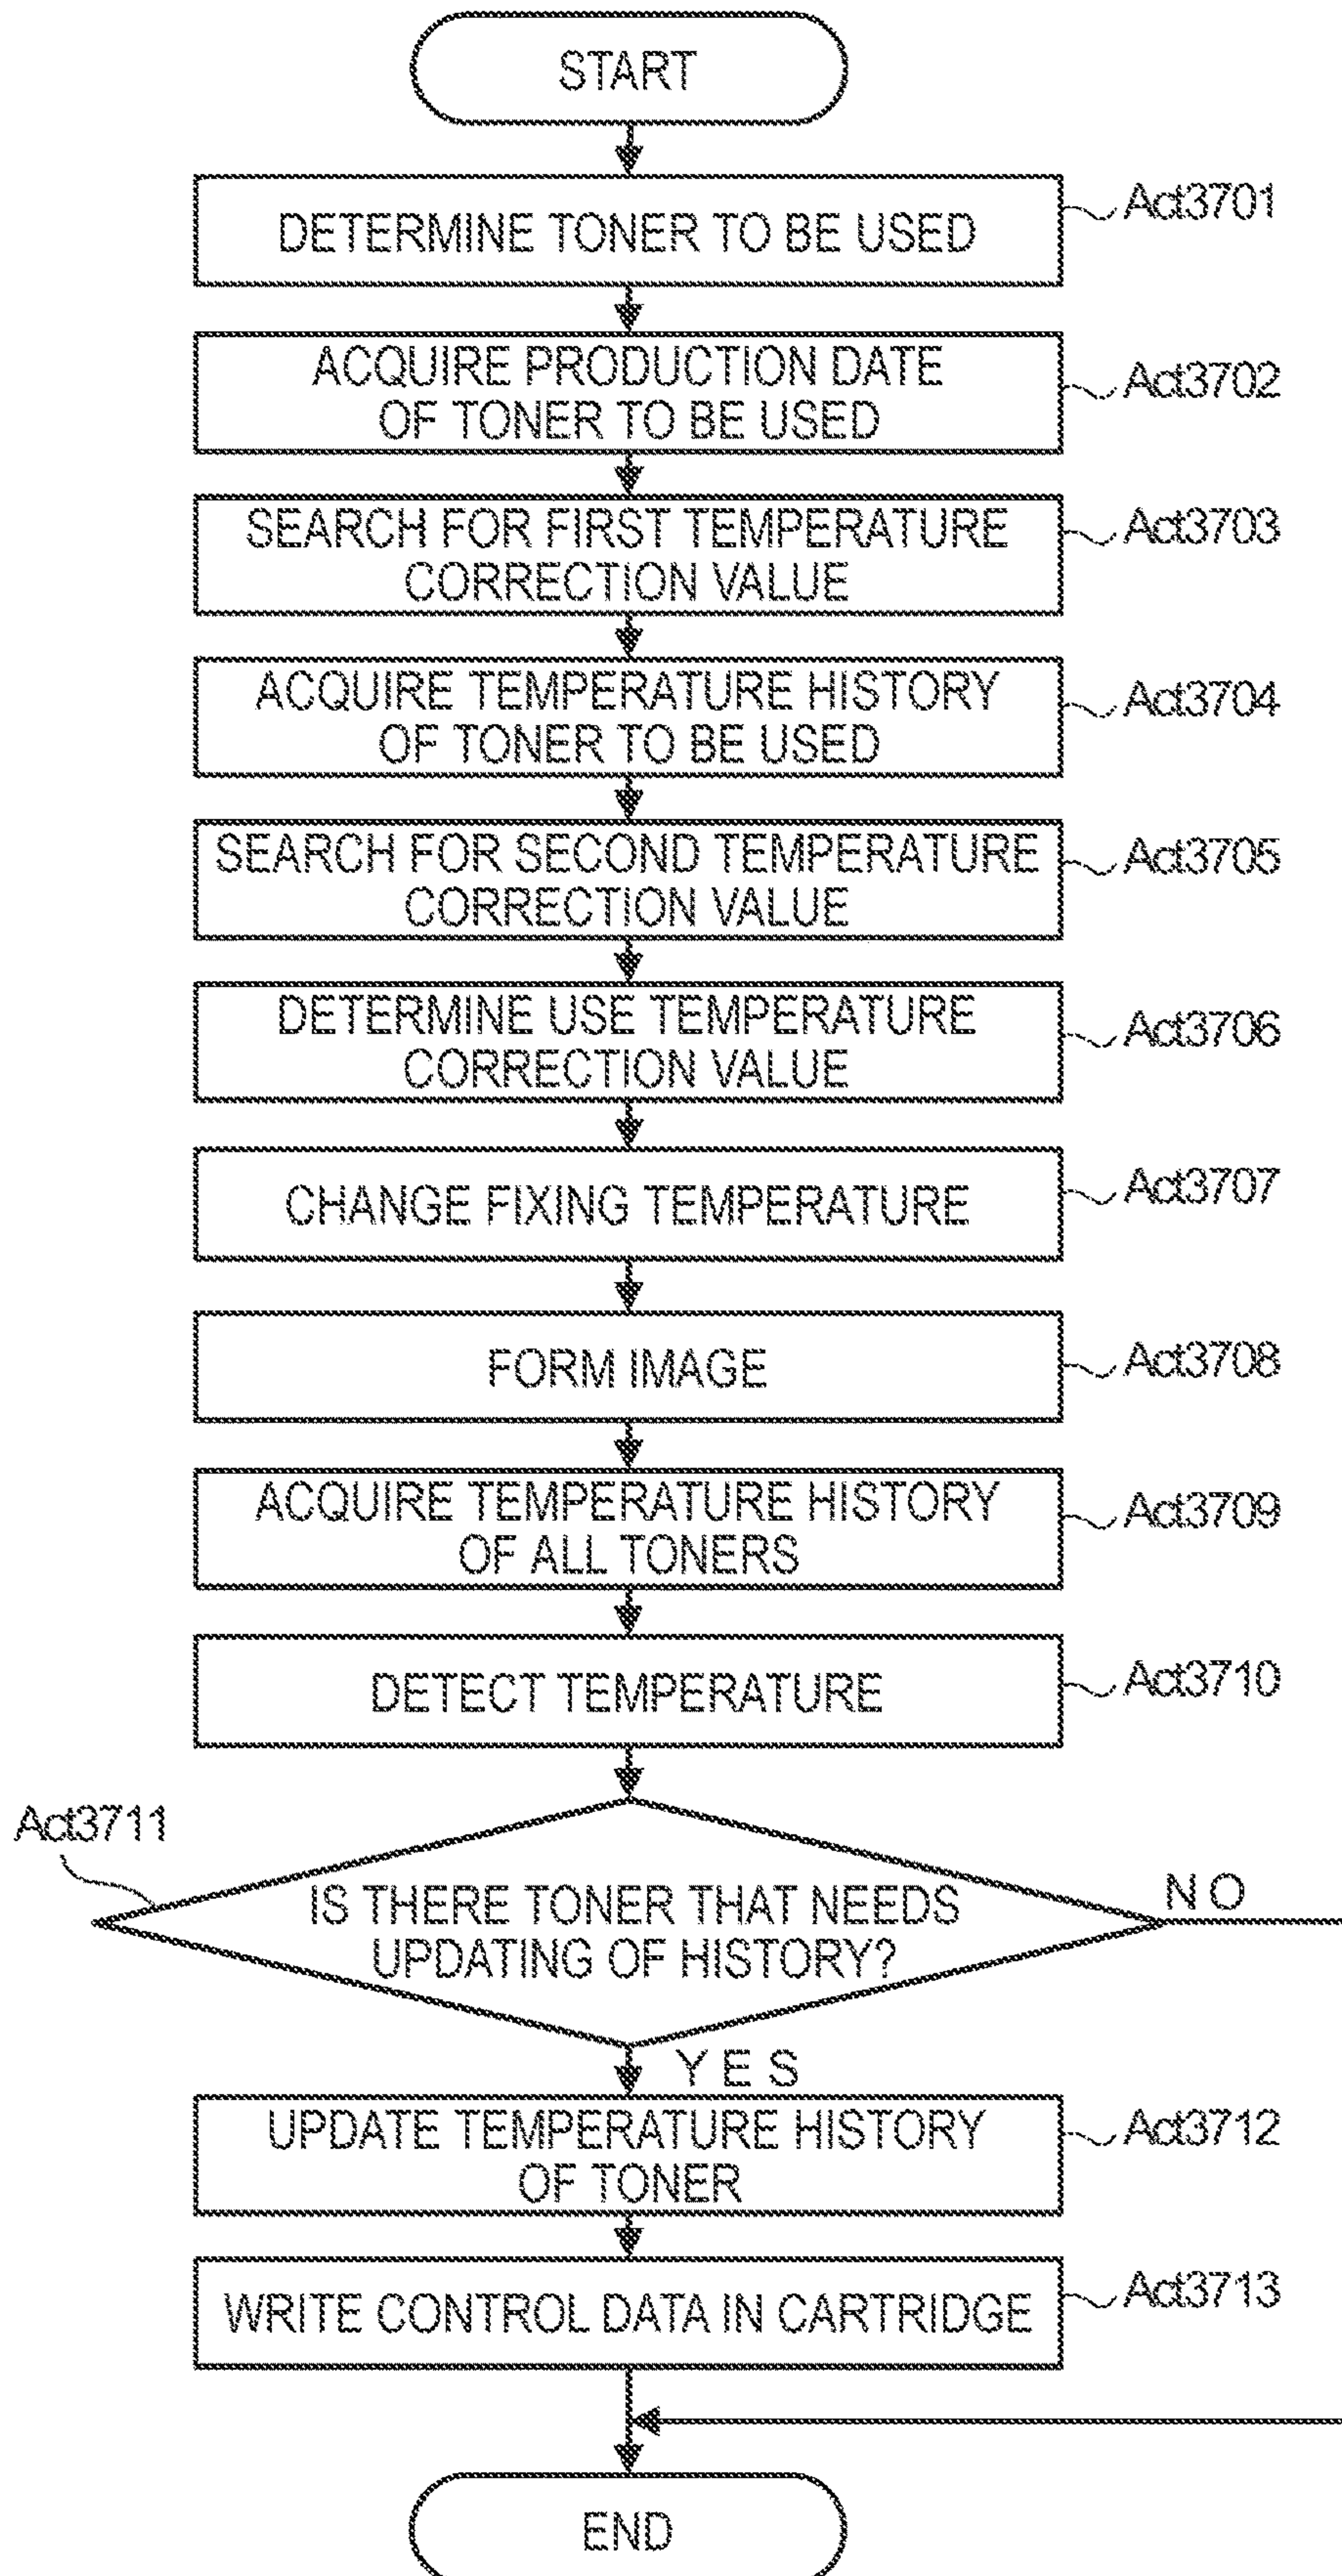 START
DETERMINE TONER TO BE USED
Act3701
ACQUIRE PRODUCTION DATE
OF TONER TO BE USED
Act3702
SEARCH FOR FIRST TEMPERATURE
CORRECTION VALUE
Act3703
ACQUIRE TEMPERATURE HISTORY
OF TONER TO BE USED
Act3704
SEARCH FOR SECOND TEMPERATURE
CORRECTION VALUE
Act3705
DETERMINE USE TEMPERATURE
CORRECTION VALUE
Act3706
CHANGE FIXING TEMPERATURE
Act3707
FORM IMAGE
Act3708
ACQUIRE TEMPERATURE HISTORY
OF ALL TONERS
Act3709
DETECT TEMPERATURE
Act3710
Act3711
IS THERE TONER THAT NEEDS
UPDATING OF HISTORY?
NO
YES
UPDATE TEMPERATURE HISTORY
OF TONER
Act3712
WRITE CONTROL DATA IN CARTRIDGE
Act3713
END